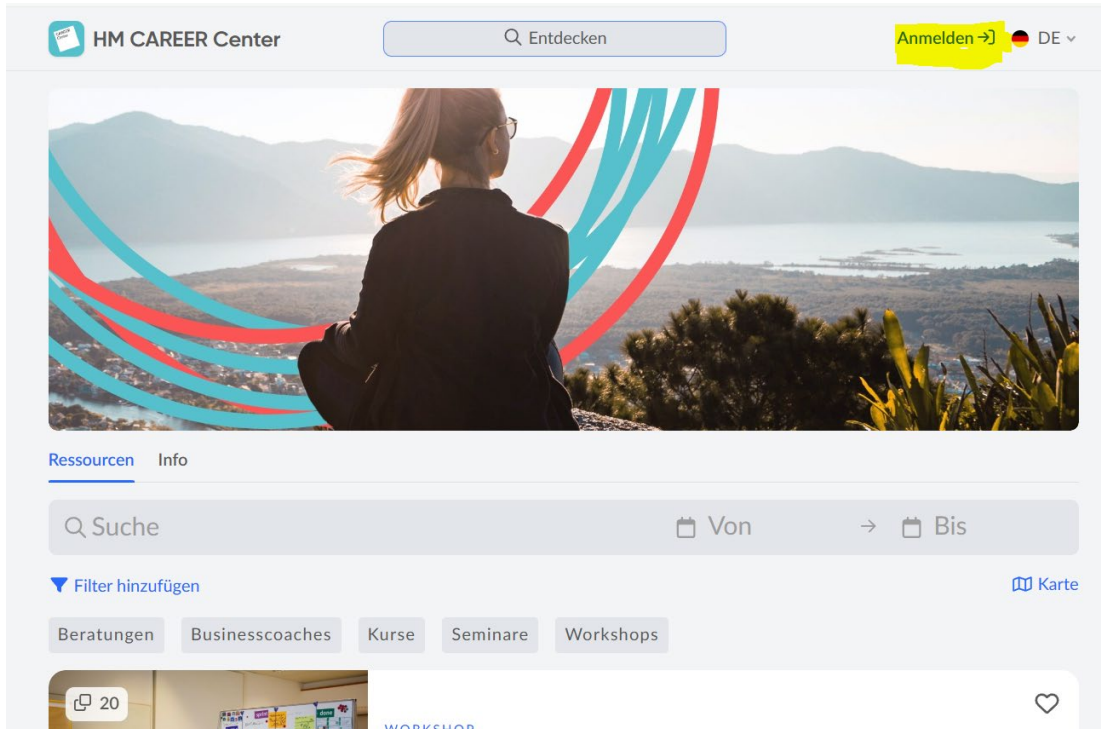 HM CAREER Center
Entdecken
Anmelden
DE
Ressourcen Info
Suche Von → Bis
Filter hinzufügen Karte
Beratungen Businesscoaches Kurse Seminare Workshops
20
WORKSHOP